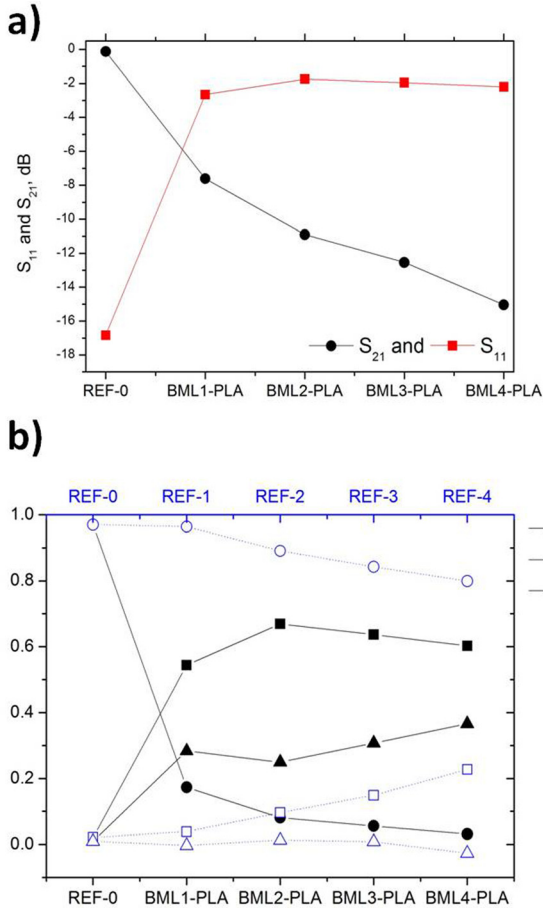 a)
0
-2
-4
-6
-8
-10
-12
-14
-16
-18
S11 and S21, dB
S21 and S11
REF-0 BML1-PLA BML2-PLA BML3-PLA BML4-PLA
b)
REF-0 REF-1 REF-2 REF-3 REF-4
1.0
0.8
0.6
0.4
0.2
0.0
REF-0 BML1-PLA BML2-PLA BML3-PLA BML4-PLA